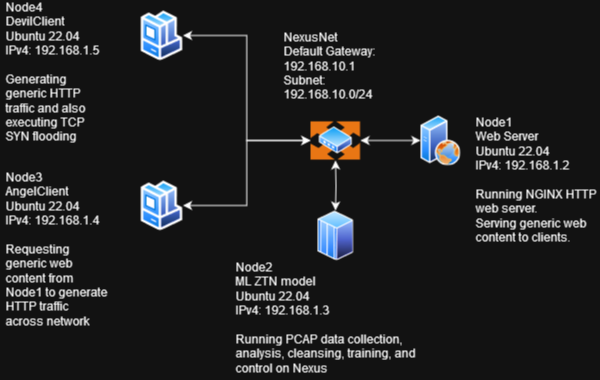 Node4
DevilClient
Ubuntu 22.04
IPv4: 192.168.1.5
Generating
generic HTTP
traffic and also
executing TCP
SYN flooding
Node3
AngelClient
Ubuntu 22.04
IPv4: 192.168.1.4
Requesting
generic web
content from
Node1 to generate
HTTP traffic
across network
NexusNet
Default Gateway:
192.168.10.1
Subnet:
192.168.10.0/24
Node2
ML ZTN model
Ubuntu 22.04
IPv4: 192.168.1.3
Running PCAP data collection,
analysis, cleansing, training, and
control on Nexus
Node1
Web Server
Ubuntu 22.04
IPv4: 192.168.1.2
Running NGINX HTTP
web server.
Serving generic web
content to clients.